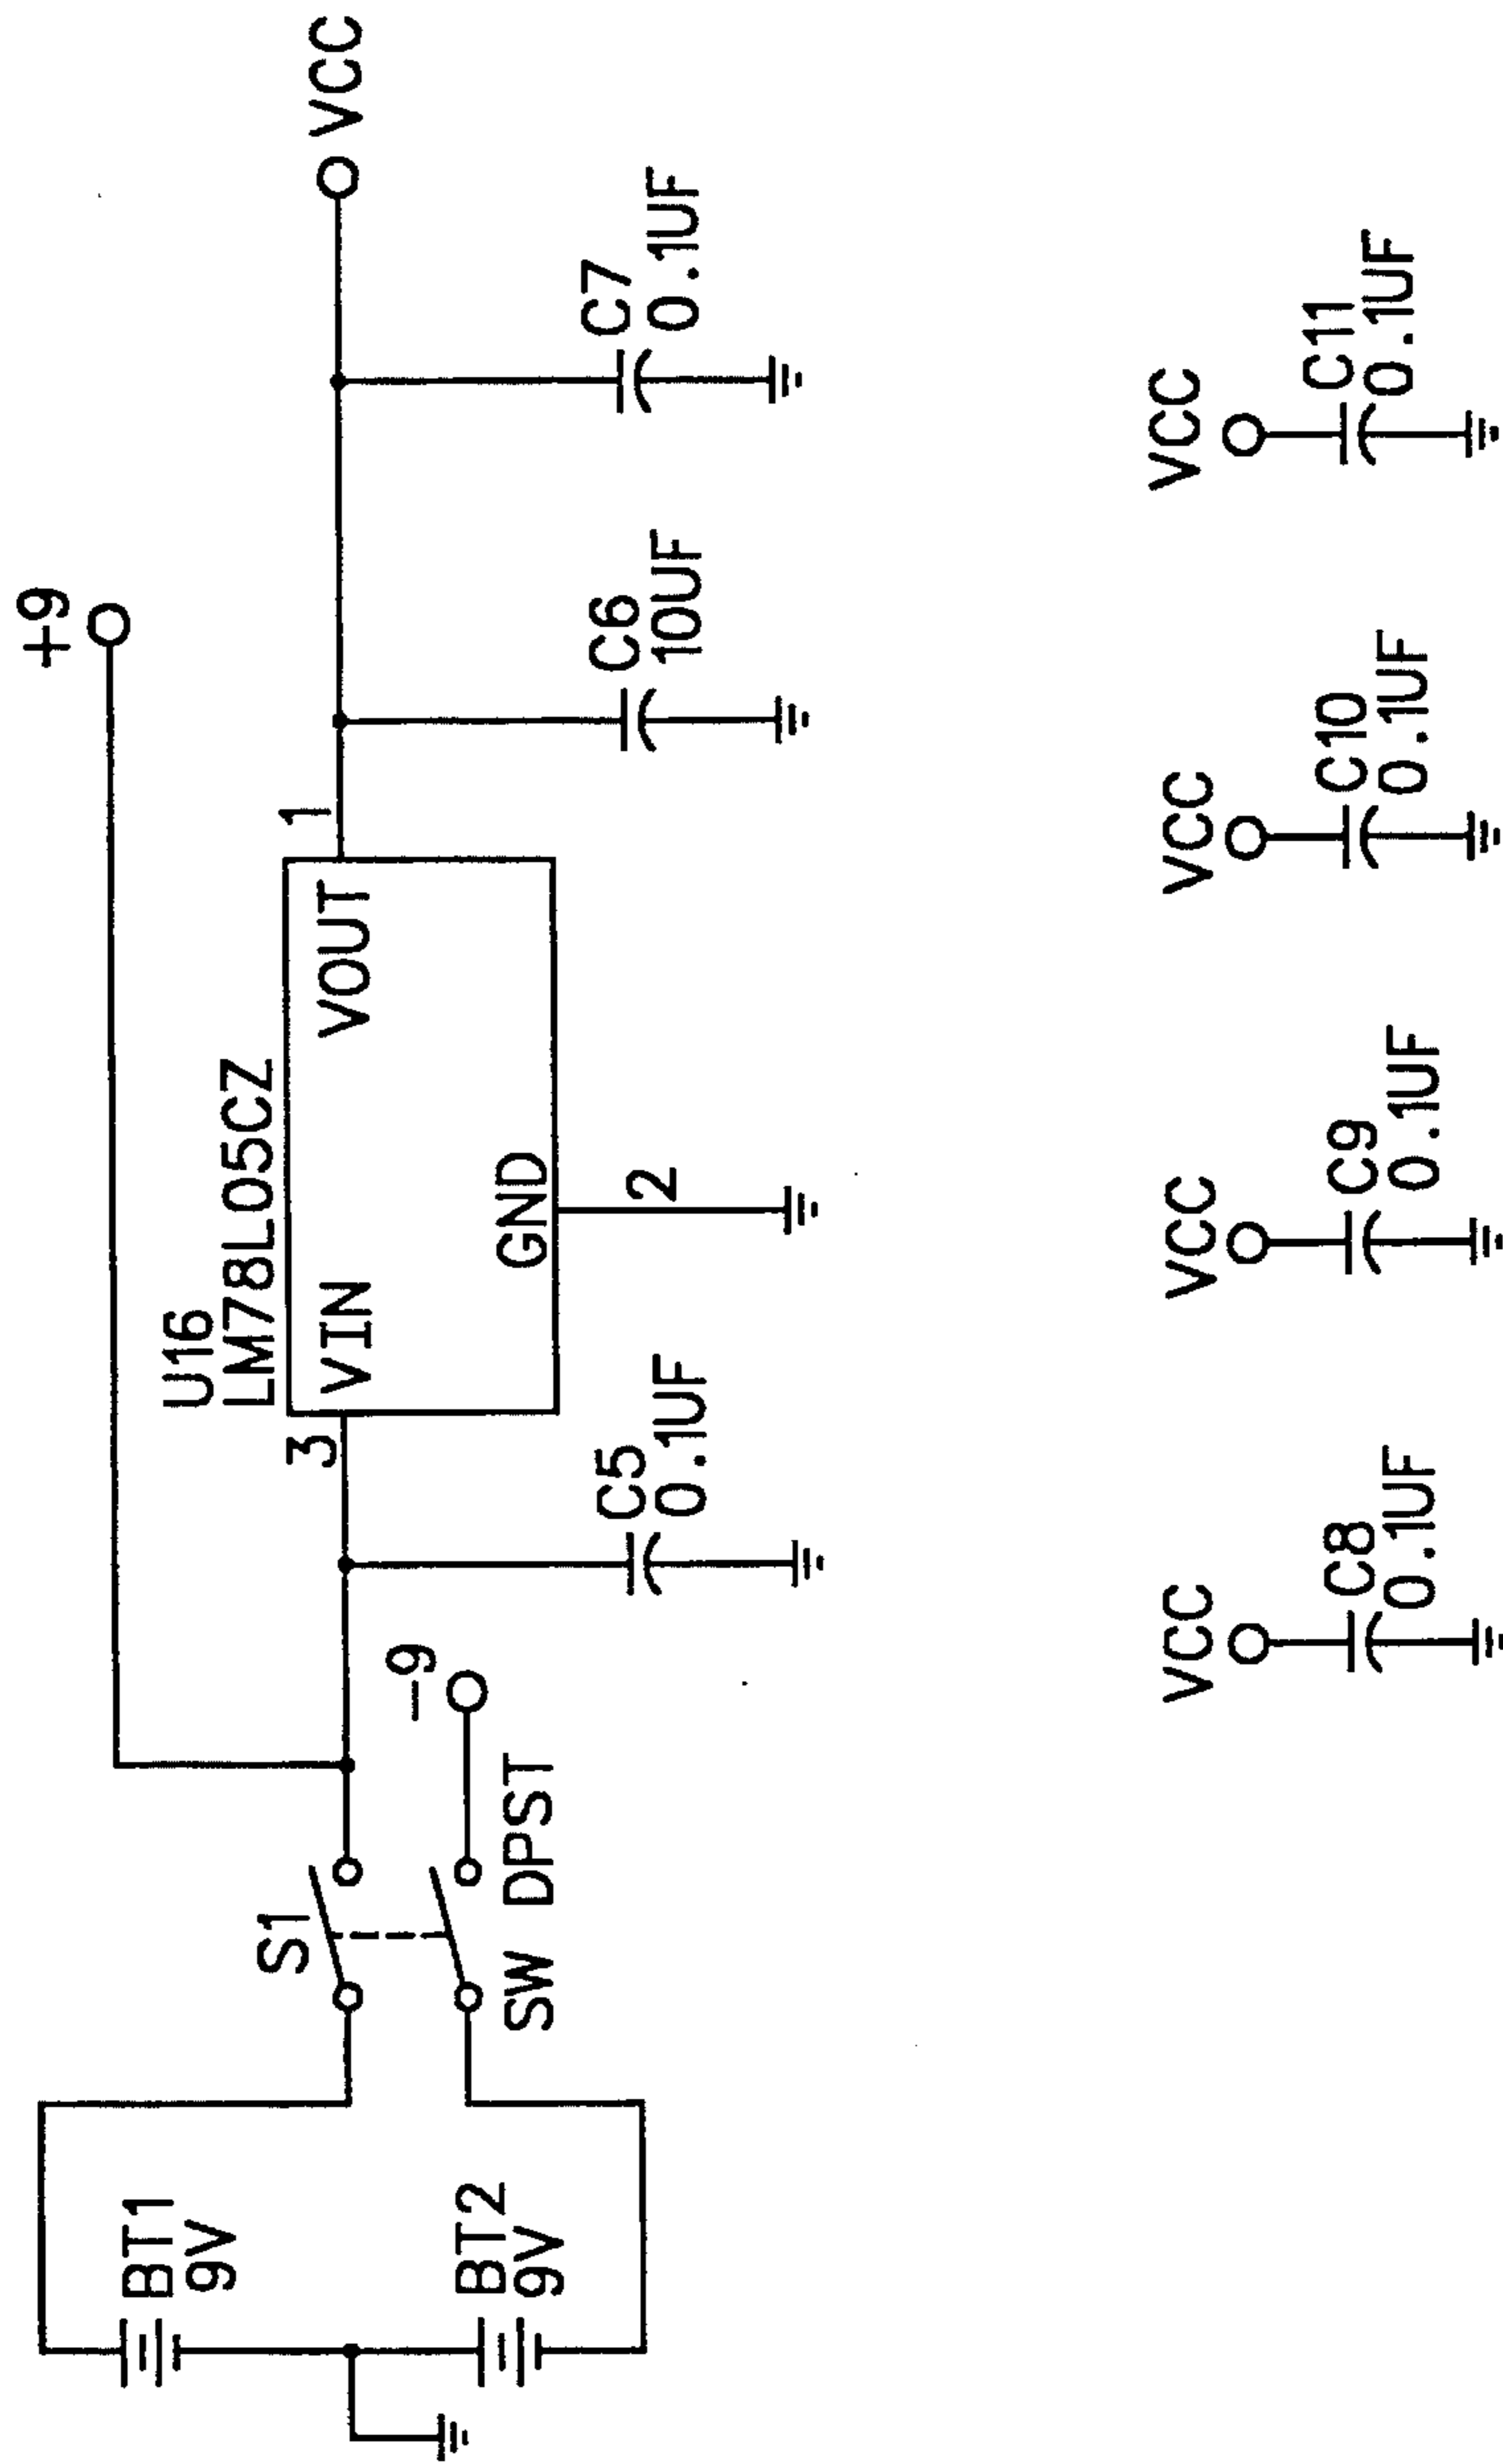 +9
U16
LM78L05CZ
3
VIN
VOUT
1
VCC
GND
2
C5
0.1UF
C6
10UF
C7
0.1UF
-9
S1
SW DPST
BT1
9V
BT2
9V
VCC
C8
0.1UF
VCC
C9
0.1UF
VCC
C10
0.1UF
VCC
C11
0.1UF